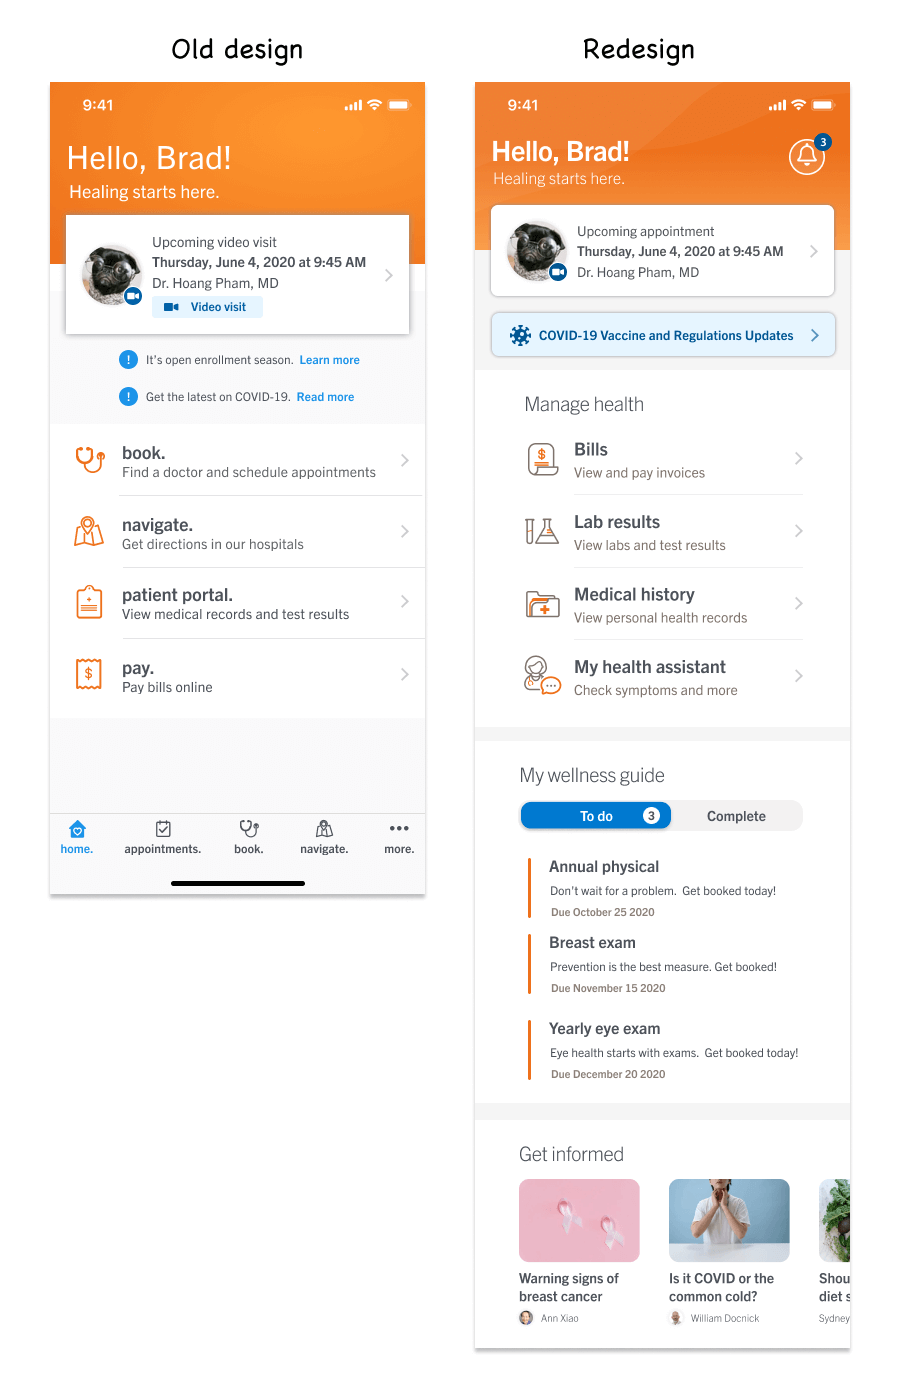 Old design
9:41
Hello, Brad!
Healing starts here.
Upcoming video visit
Thursday, June 4, 2020 at 9:45 AM
Dr. Hoang Pham, MD
Video visit
! It's open enrollment season. Learn more
! Get the latest on COVID-19. Read more
book.
Find a doctor and schedule appointments
navigate.
Get directions in our hospitals
patient portal.
View medical records and test results
$
pay.
Pay bills online
home. appointments. book. navigate. more.
Redesign
9:41
3
Hello, Brad!
Healing starts here.
Upcoming appointment
Thursday, June 4, 2020 at 9:45 AM
Dr. Hoang Pham, MD
COVID-19 Vaccine and Regulations Updates
Manage health
$
Bills
View and pay invoices
Lab results
View labs and test results
Medical history
View personal health records
My health assistant
Check symptoms and more
My wellness guide
To do 3 Complete
Annual physical
Don't wait for a problem. Get booked today!
Due October 25 2020
Breast exam
Prevention is the best measure. Get booked!
Due November 15 2020
Yearly eye exam
Eye health starts with exams. Get booked today!
Due December 20 2020
Get informed
Warning signs of
breast cancer
Ann Xiao
Is it COVID or the
common cold?
William Docnick
Shou
diet s
Sydney